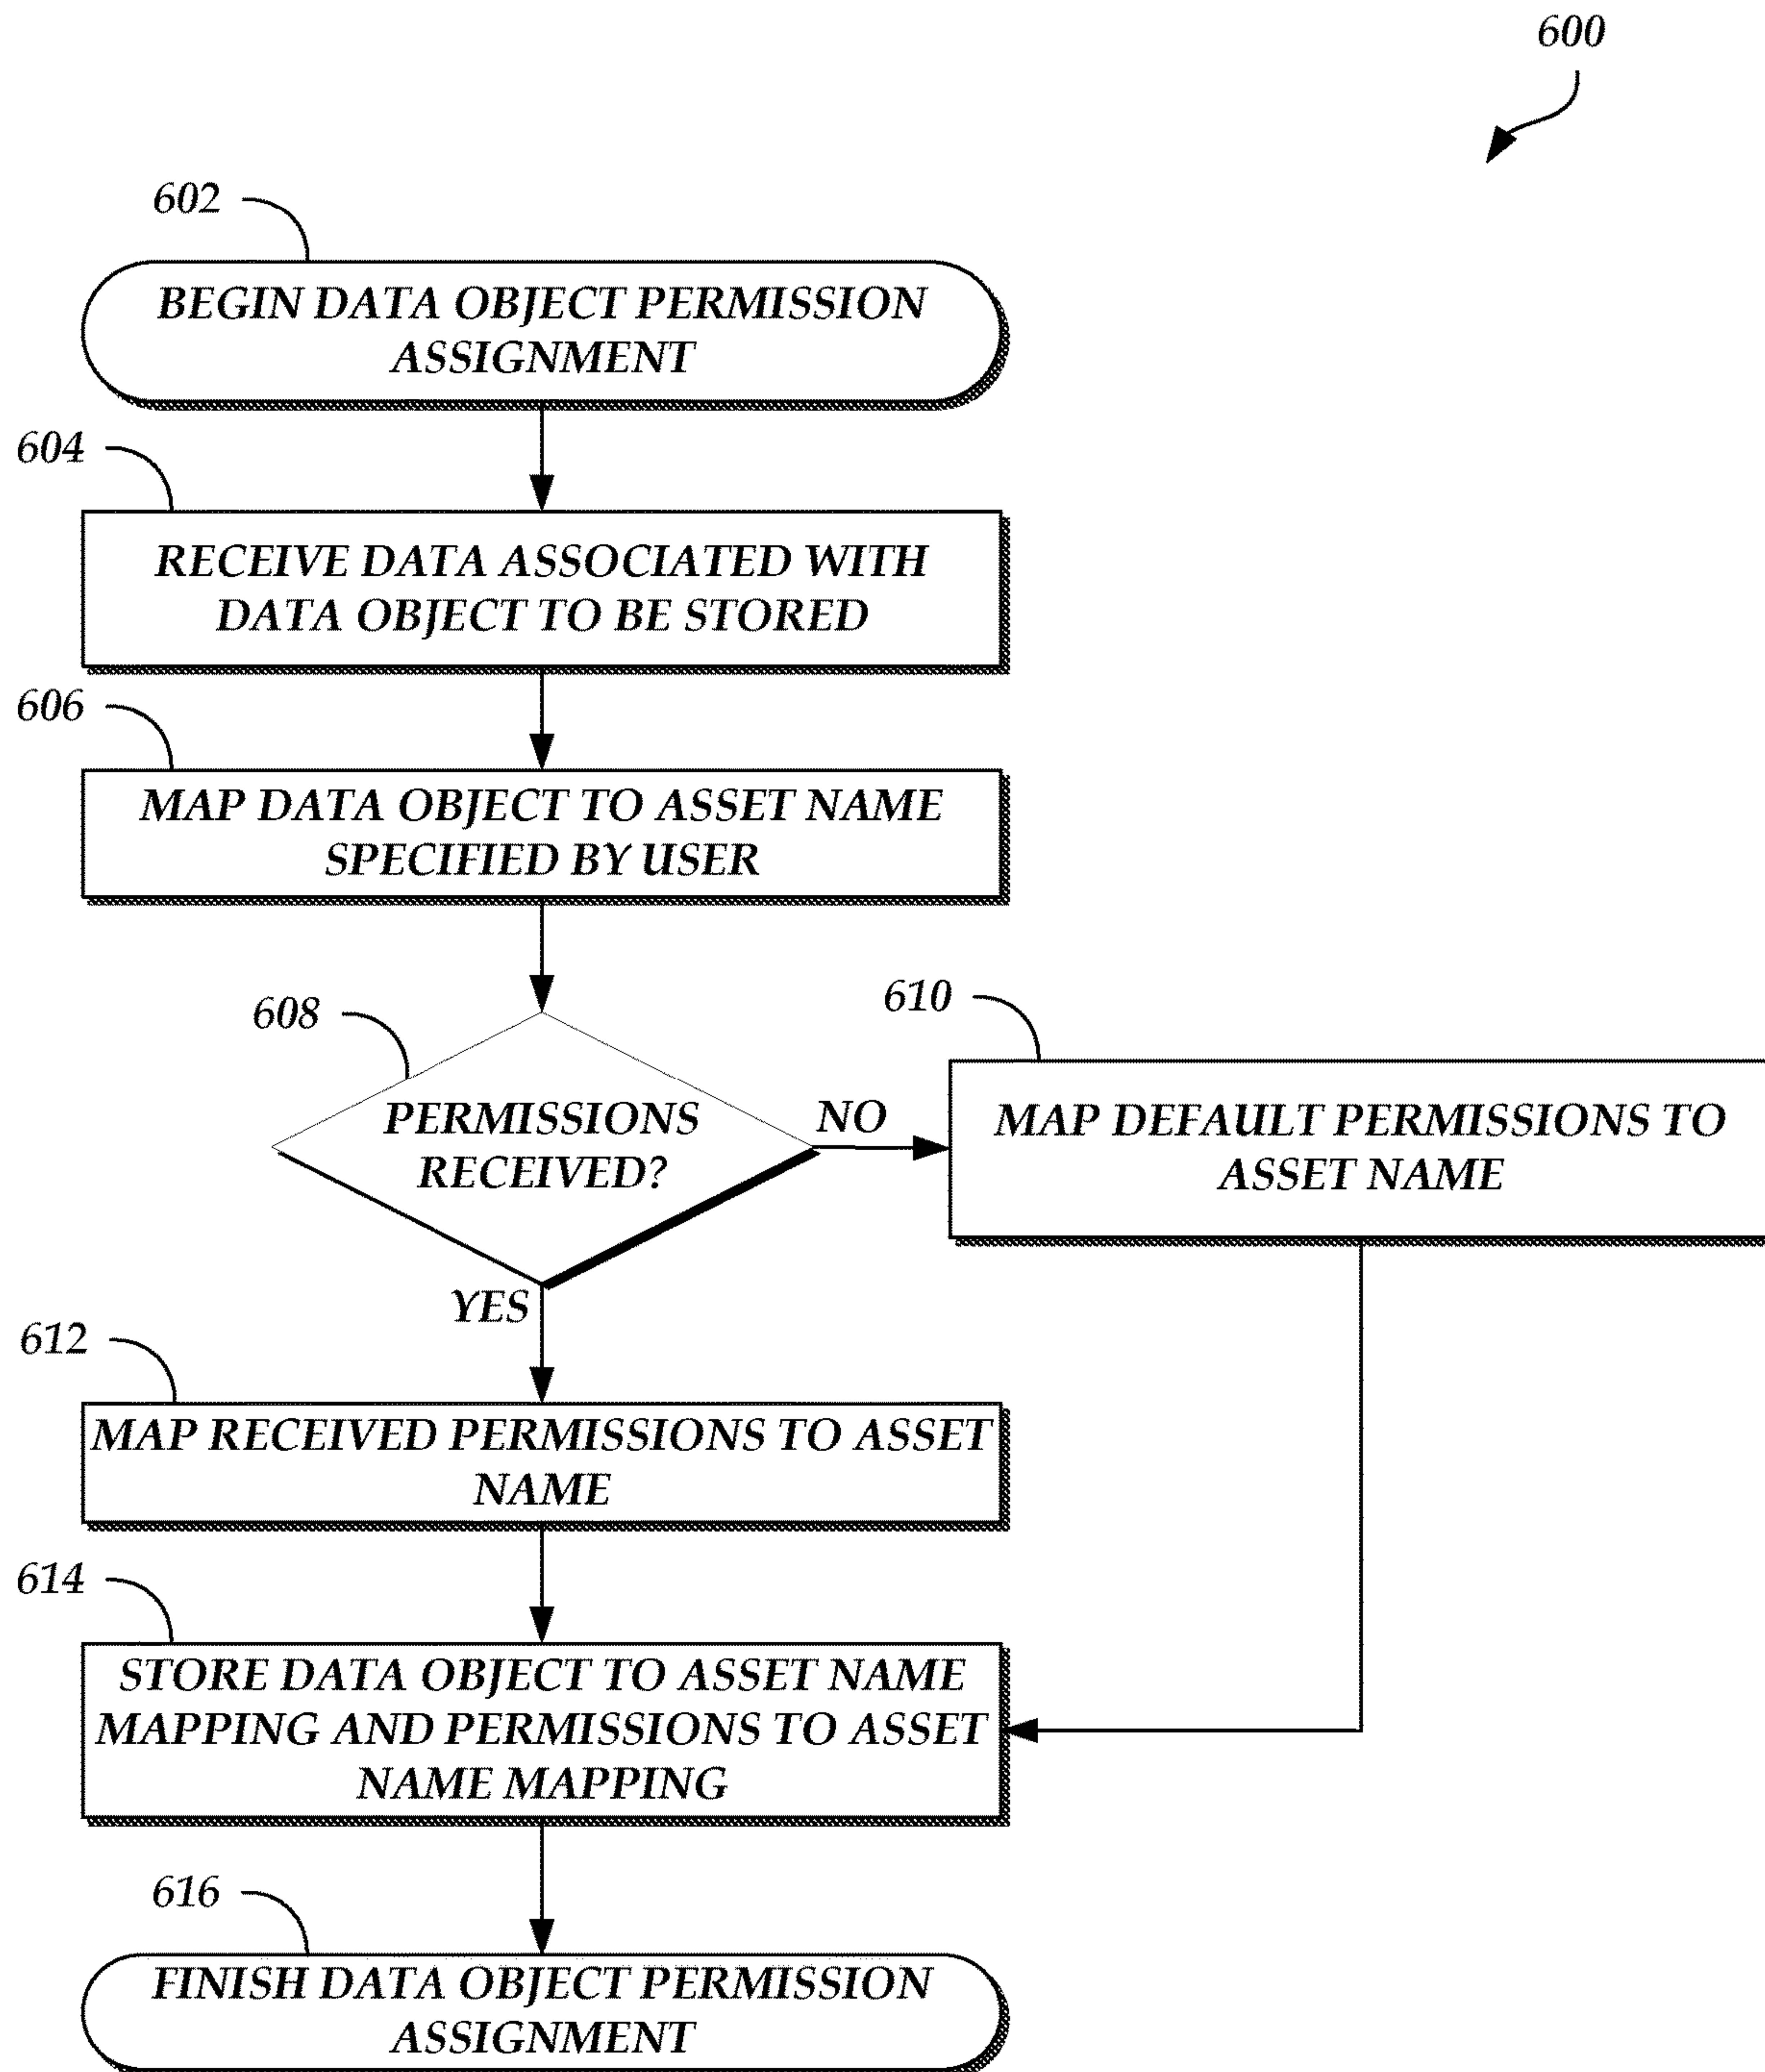 600
602
BEGIN DATA OBJECT PERMISSION
ASSIGNMENT
604
RECEIVE DATA ASSOCIATED WITH
DATA OBJECT TO BE STORED
606
MAP DATA OBJECT TO ASSET NAME
SPECIFIED BY USER
608
PERMISSIONS
RECEIVED?
NO
610
MAP DEFAULT PERMISSIONS TO
ASSET NAME
YES
612
MAP RECEIVED PERMISSIONS TO ASSET
NAME
614
STORE DATA OBJECT TO ASSET NAME
MAPPING AND PERMISSIONS TO ASSET
NAME MAPPING
616
FINISH DATA OBJECT PERMISSION
ASSIGNMENT